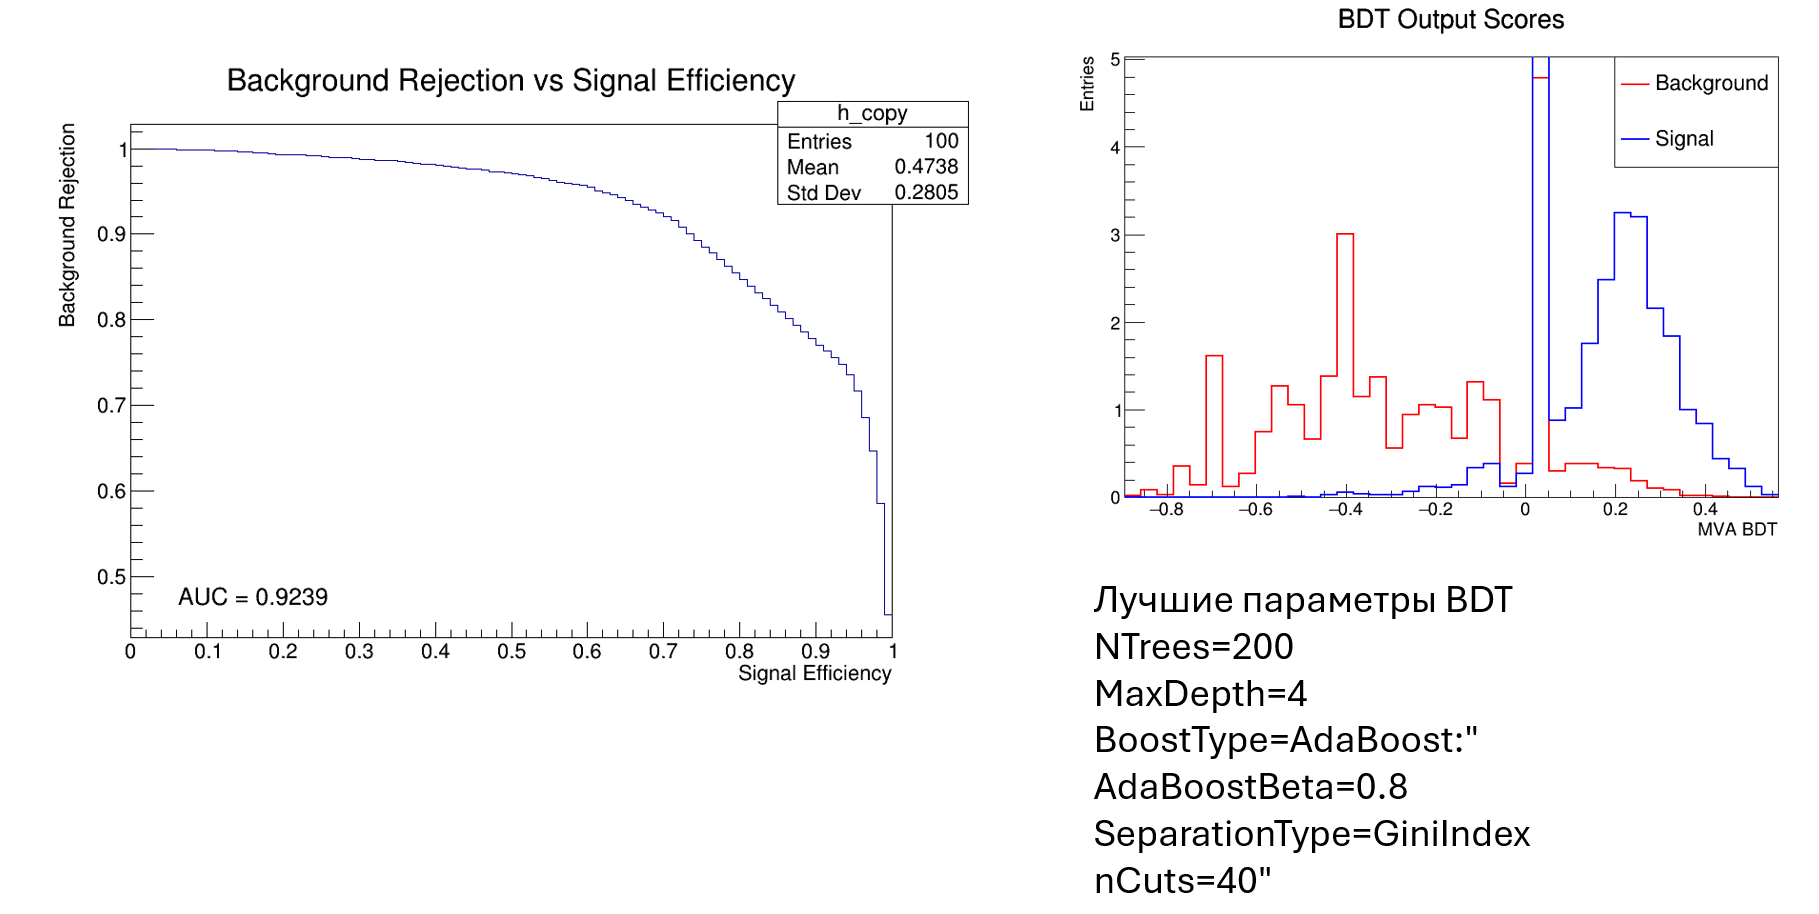 Background Rejection vs Signal Efficiency
h_copy
Entries 100
Mean 0.4738
Std Dev 0.2805
Background Rejection
1
0.9
0.8
0.7
0.6
0.5
AUC = 0.9239
0 0.1 0.2 0.3 0.4 0.5 0.6 0.7 0.8 0.9 1
Signal Efficiency
BDT Output Scores
Entries
5
4
3
2
1
0
Background
Signal
−0.8 −0.6 −0.4 −0.2 0 0.2 0.4
MVA BDT
Лучшие параметры BDT
NTrees=200
MaxDepth=4
BoostType=AdaBoost:"
AdaBoostBeta=0.8
SeparationType=GiniIndex
nCuts=40"